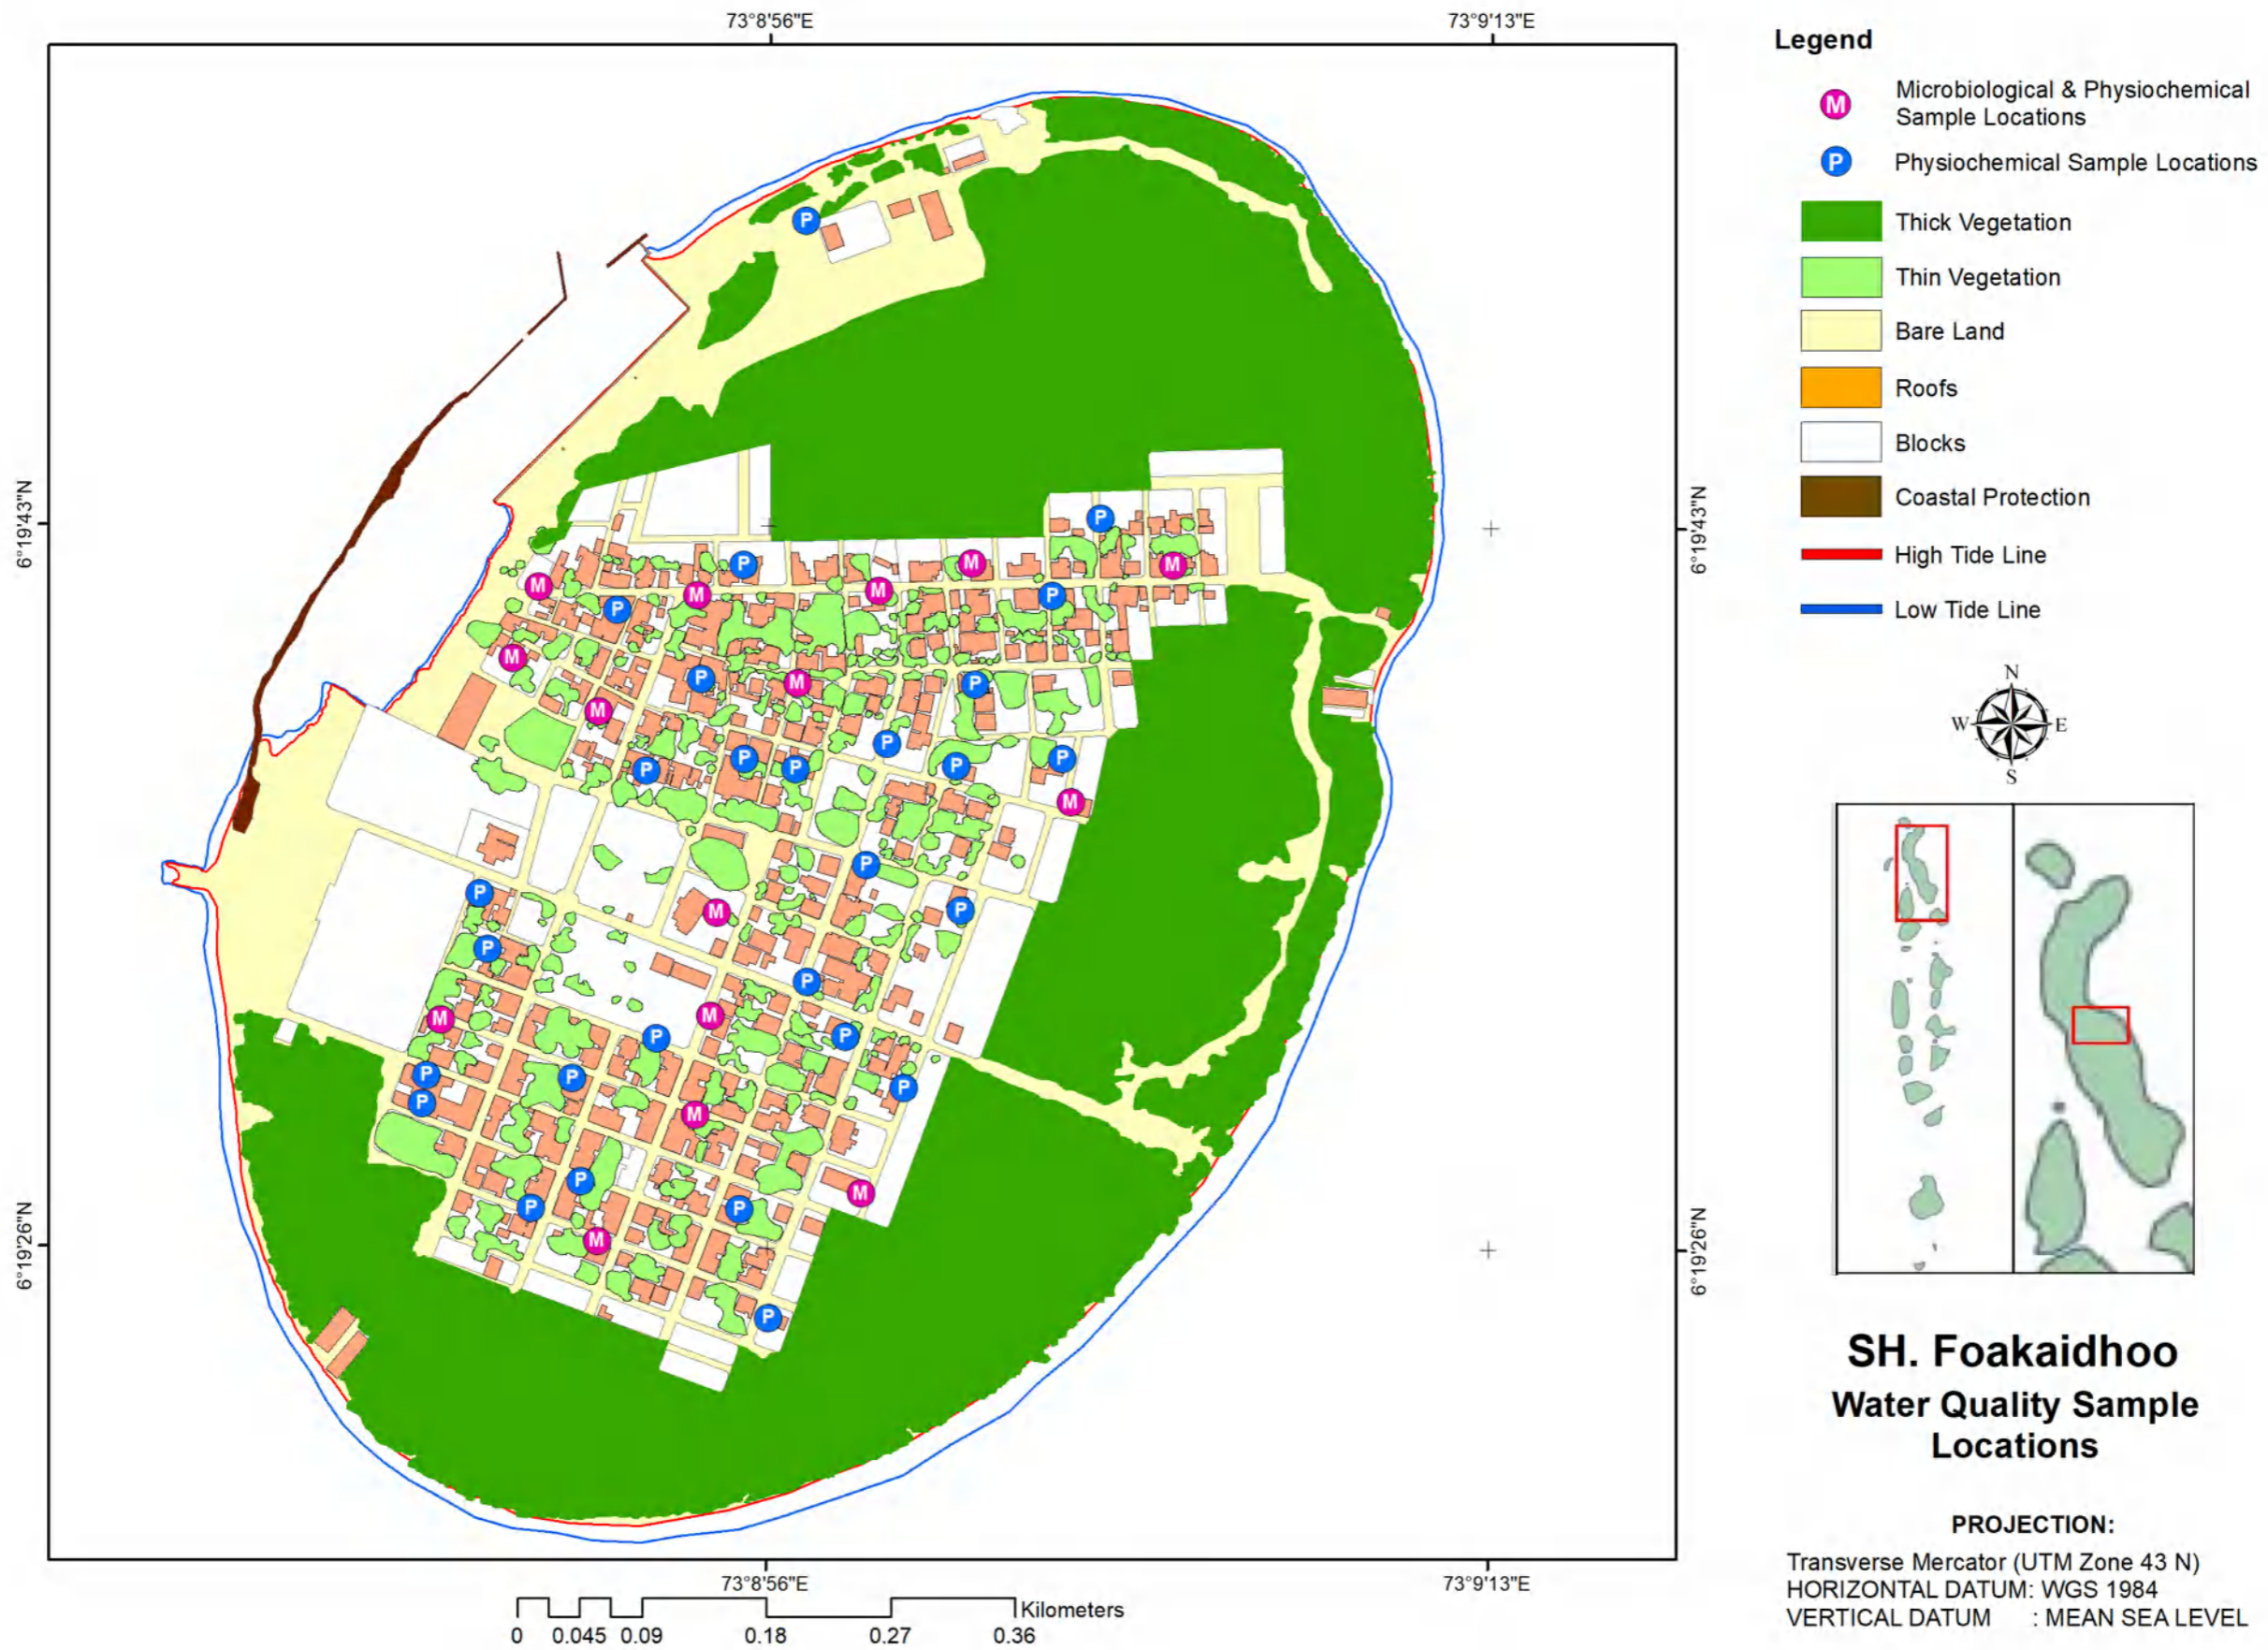 73°8'56"E
73°9'13"E
Legend
M
Microbiological & Physiochemical
Sample Locations
P
Physiochemical Sample Locations
Thick Vegetation
Thin Vegetation
Bare Land
Roofs
Blocks
Coastal Protection
High Tide Line
Low Tide Line
6°19'43"N
6°19'43"N
P
P
P
M
M
M
M
M
P
P
M
P
M
P
M
P
P
P
P
P
P
M
P
P
M
P
P
P
M
M
P
P
P
P
P
P
M
P
M
P
P
M
P
N
W
E
S
6°19'26"N
6°19'26"N
SH. Foakaidhoo
Water Quality Sample
Locations
PROJECTION:
Transverse Mercator (UTM Zone 43 N)
HORIZONTAL DATUM: WGS 1984
VERTICAL DATUM : MEAN SEA LEVEL
73°8'56"E
73°9'13"E
Kilometers
0 0.045 0.09 0.18 0.27 0.36